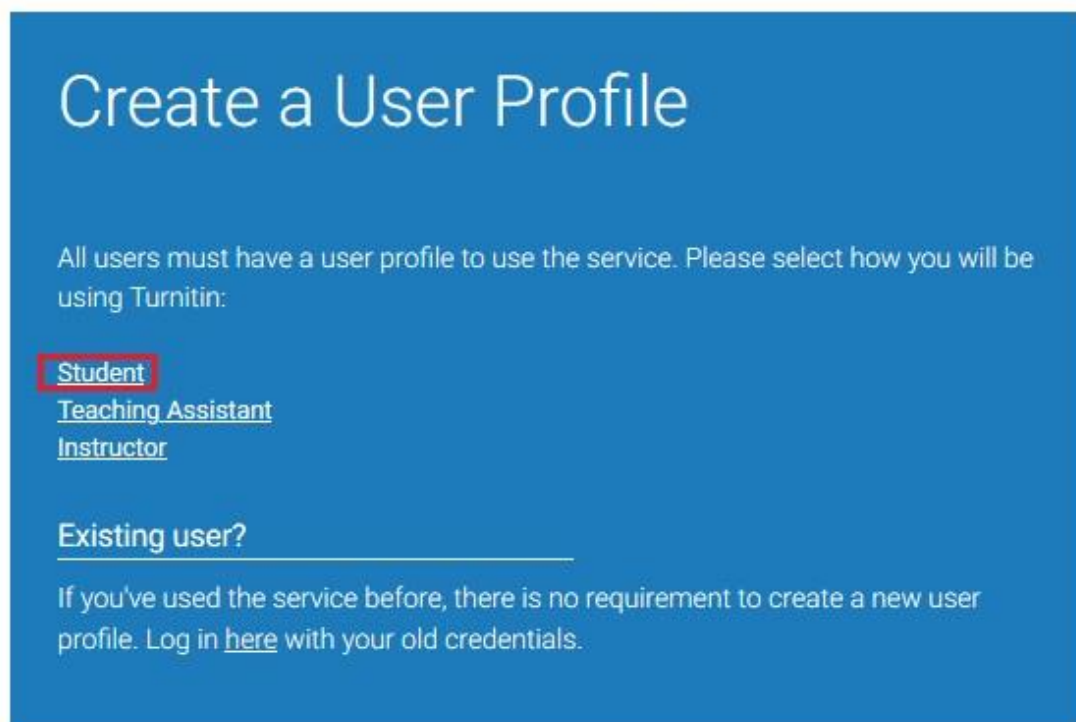 Create a User Profile
All users must have a user profile to use the service. Please select how you will be
using Turnitin:
Student
Teaching Assistant
Instructor
Existing user?
If you've used the service before, there is no requirement to create a new user
profile. Log in here with your old credentials.